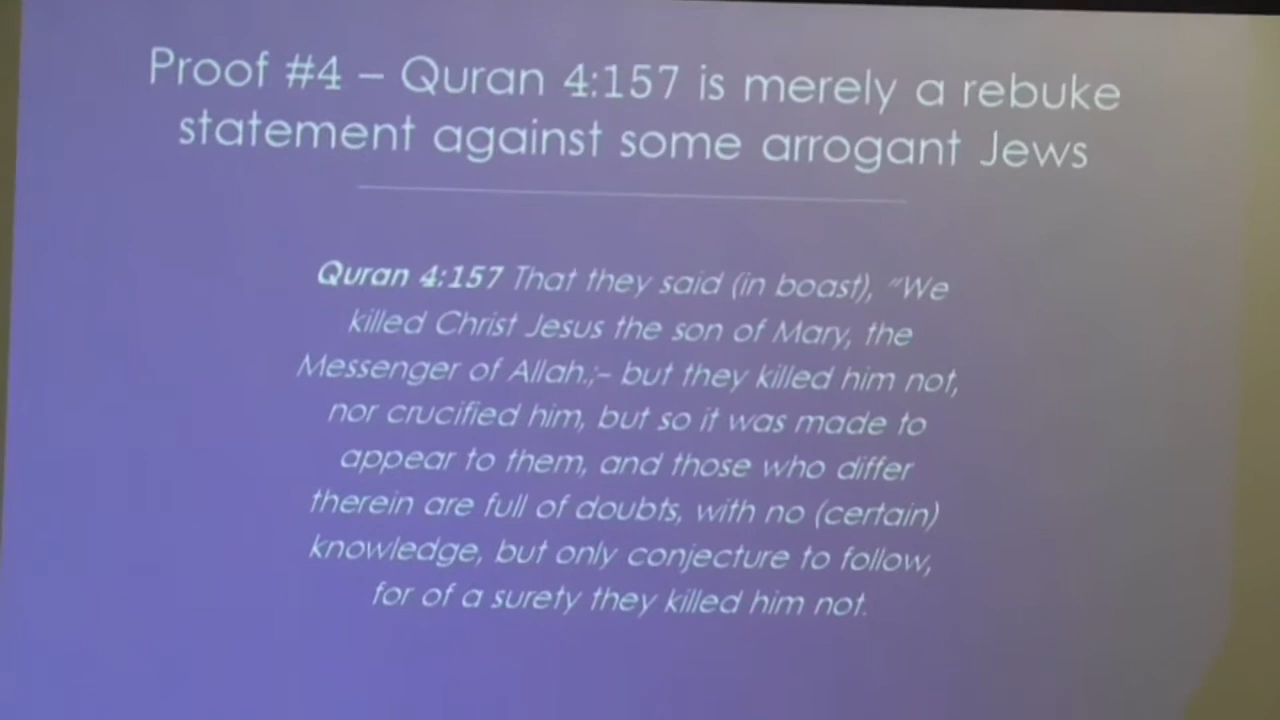 Proof #4 – Quran 4:157 is merely a rebuke
statement against some arrogant Jews
Quran 4:157 That they said (in boast), "We
killed Christ Jesus the son of Mary, the
Messenger of Allah.;– but they killed him not,
nor crucified him, but so it was made to
appear to them, and those who differ
therein are full of doubts, with no (certain)
knowledge, but only conjecture to follow,
for of a surety they killed him not.